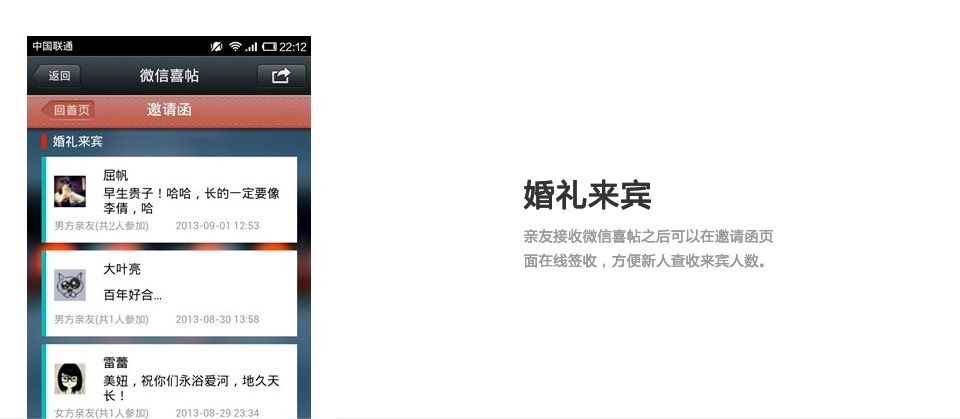 中国联通 22:12
返回 微信喜帖
回首页 邀请函
婚礼来宾
屈帆
早生贵子！哈哈，长的一定要像
李倩，哈
男方亲友(共2人参加) 2013-09-01 12:53
大叶亮
百年好合...
男方亲友(共1人参加) 2013-08-30 13:58
雷蕾
美妞，祝你们永浴爱河，地久天
长！
女方亲友(共1人参加) 2013-08-29 23:34
婚礼来宾
亲友接收微信喜帖之后可以在邀请函页
面在线签收，方便新人查收来宾人数。